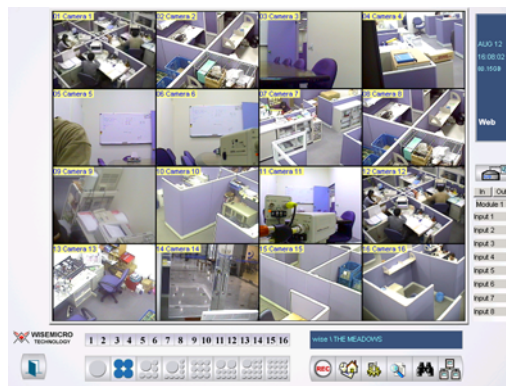 01 Camera 1
02 Camera 2
03 Camera 3
04 Camera 4
05 Camera 5
06 Camera 6
07 Camera 7
08 Camera 8
09 Camera 9
10 Camera 10
11 Camera 11
12 Camera 12
13 Camera 13
14 Camera 14
15 Camera 15
16 Camera 16
AUG 12
16:08:02
Web
In
Out
Module 1
Input 1
Input 2
Input 3
Input 4
Input 5
Input 6
Input 7
Input 8
WISEMICRO
TECHNOLOGY
1 2 3 4 5 6 7 8 9 10 11 12 13 14 15 16
wise \ THE MEADOWS
REC